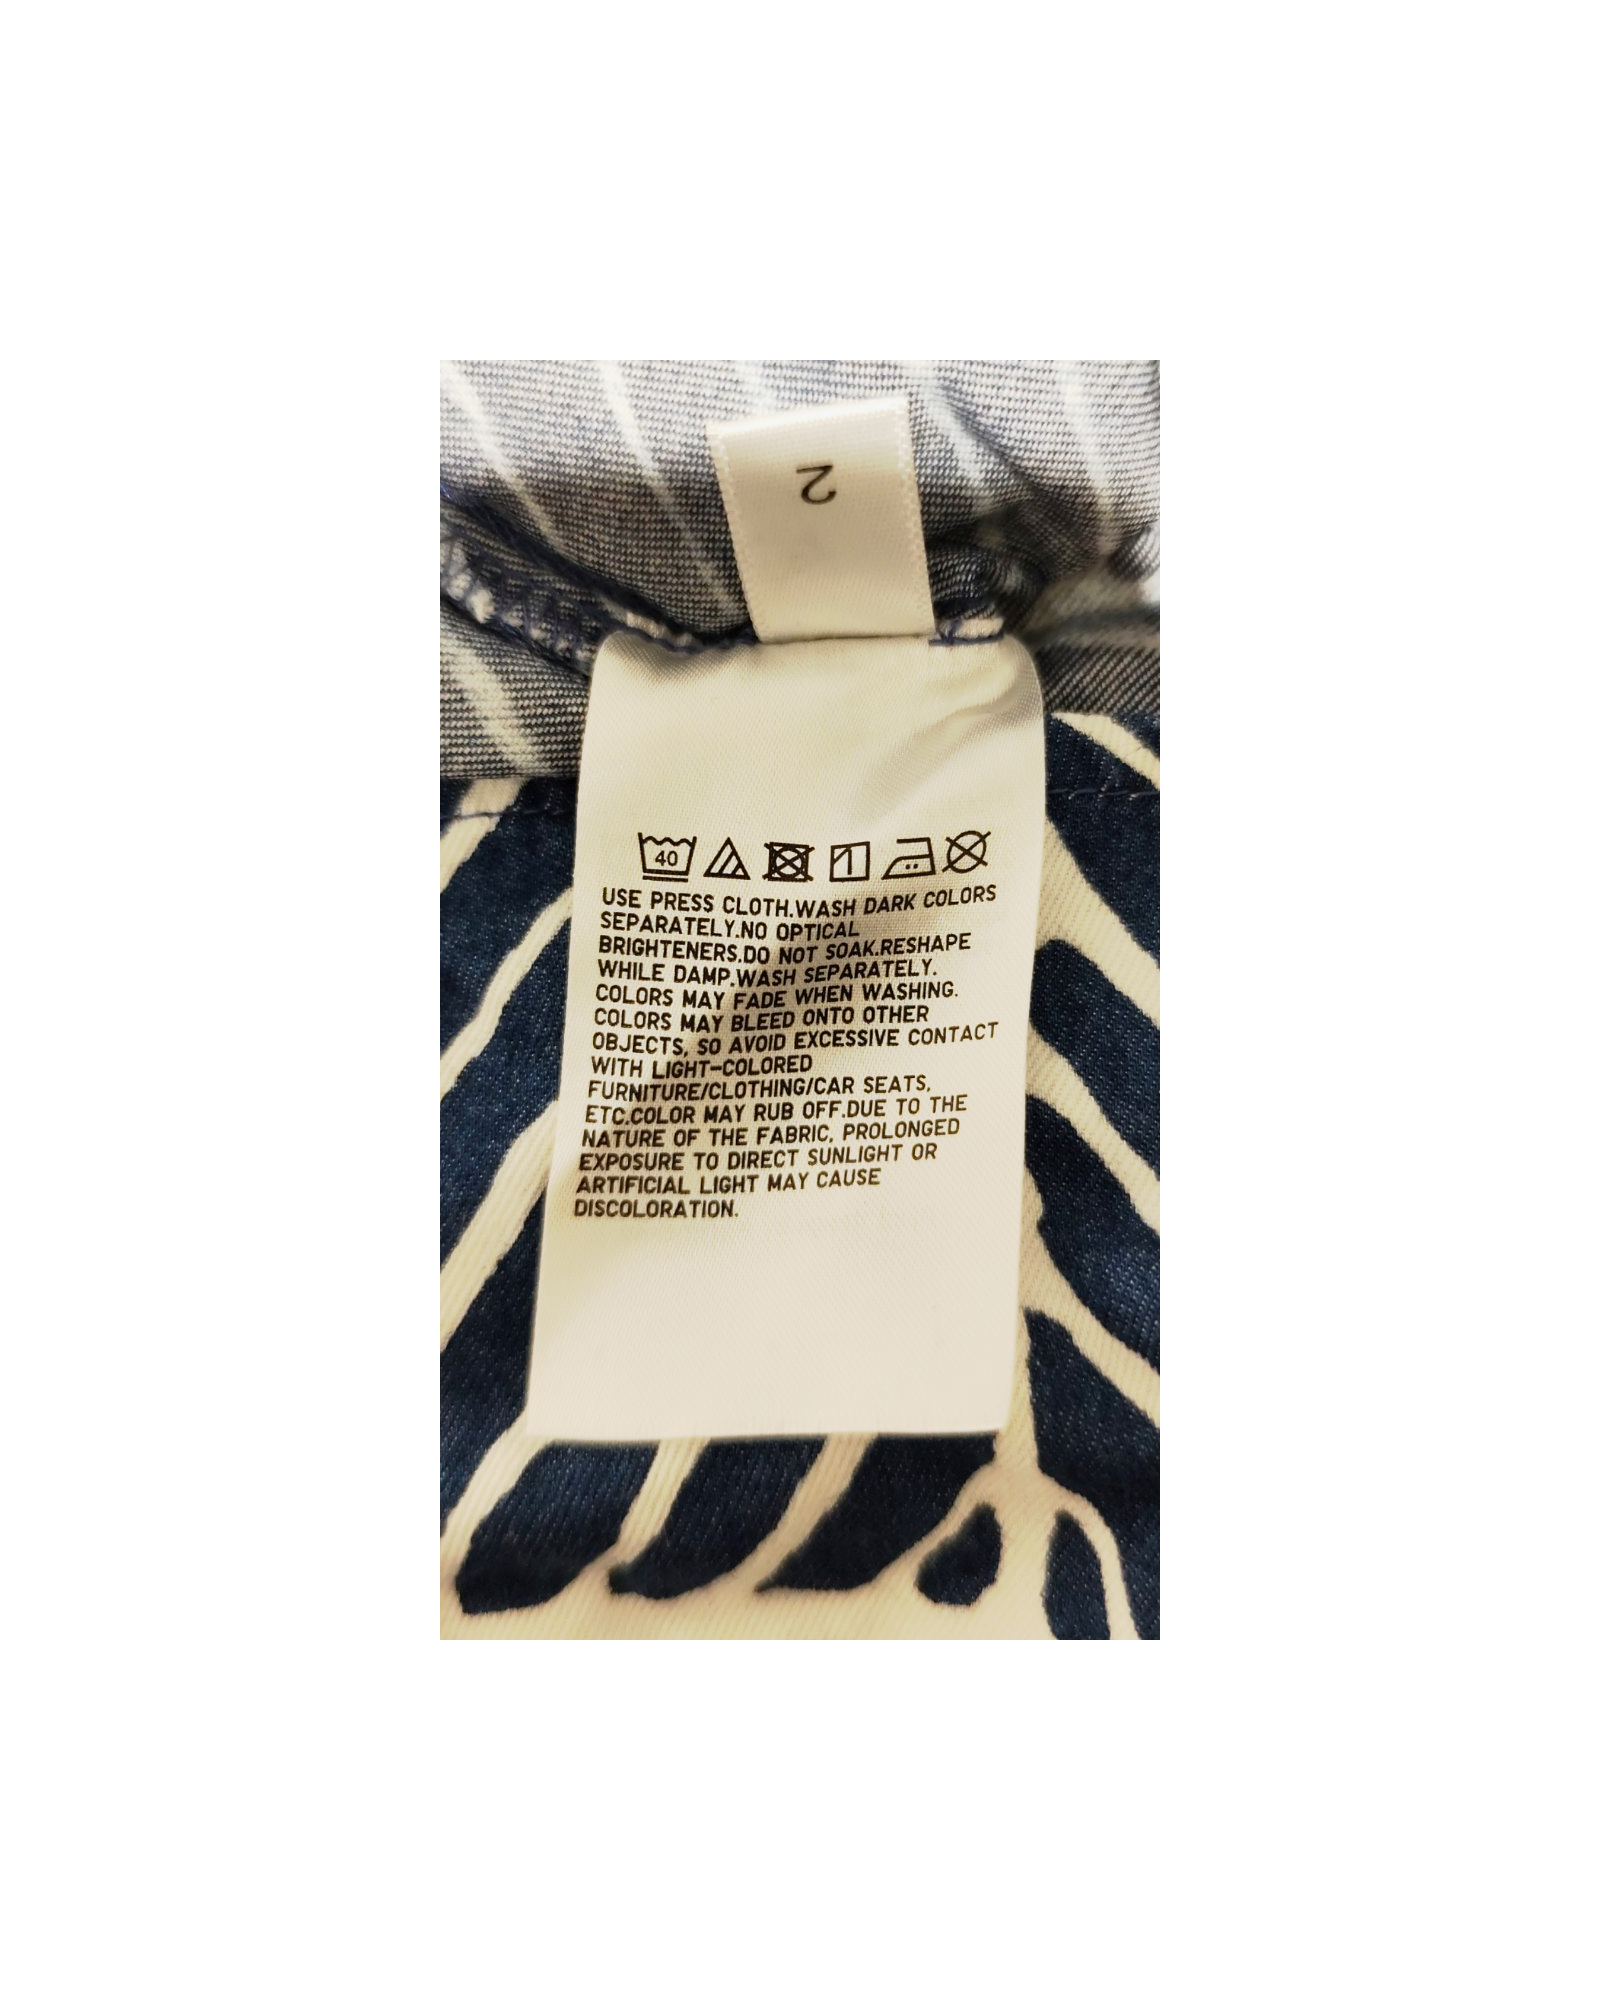 2
40
USE PRESS CLOTH.WASH DARK COLORS
SEPARATELY.NO OPTICAL
BRIGHTENERS.DO NOT SOAK.RESHAPE
WHILE DAMP.WASH SEPARATELY.
COLORS MAY FADE WHEN WASHING.
COLORS MAY BLEED ONTO OTHER
OBJECTS, SO AVOID EXCESSIVE CONTACT
WITH LIGHT-COLORED
FURNITURE/CLOTHING/CAR SEATS,
ETC.COLOR MAY RUB OFF.DUE TO THE
NATURE OF THE FABRIC, PROLONGED
EXPOSURE TO DIRECT SUNLIGHT OR
ARTIFICIAL LIGHT MAY CAUSE
DISCOLORATION.